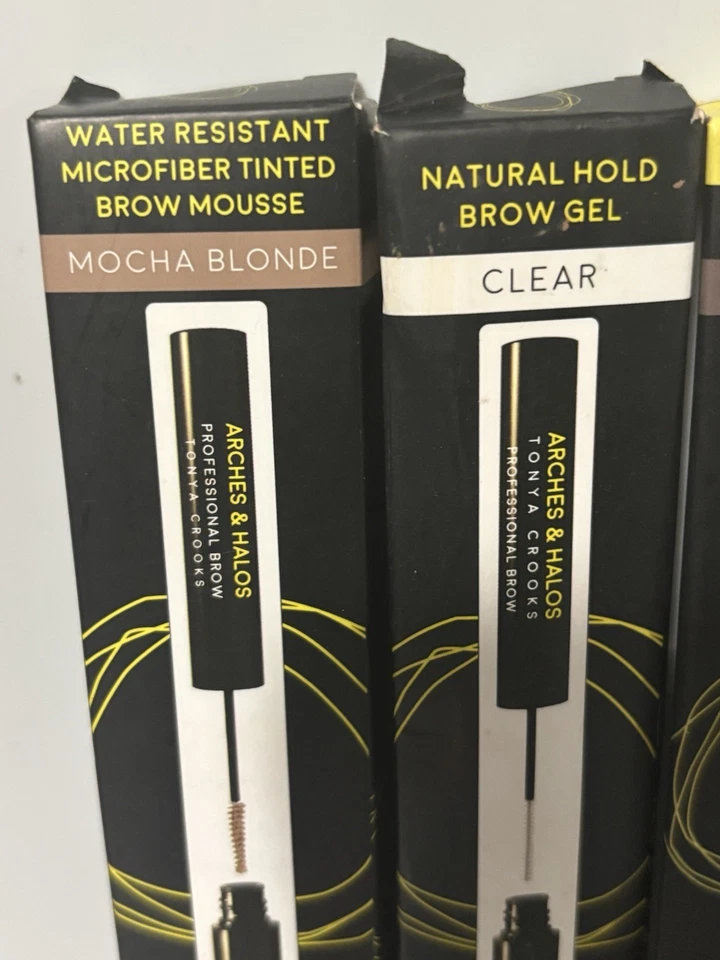 WATER RESISTANT
MICROFIBER TINTED
BROW MOUSSE
MOCHA BLONDE
ARCHES & HALOS
PROFESSIONAL BROW
TONYA CROOKS
NATURAL HOLD
BROW GEL
CLEAR
ARCHES & HALOS
TONYA CROOKS
PROFESSIONAL BROW